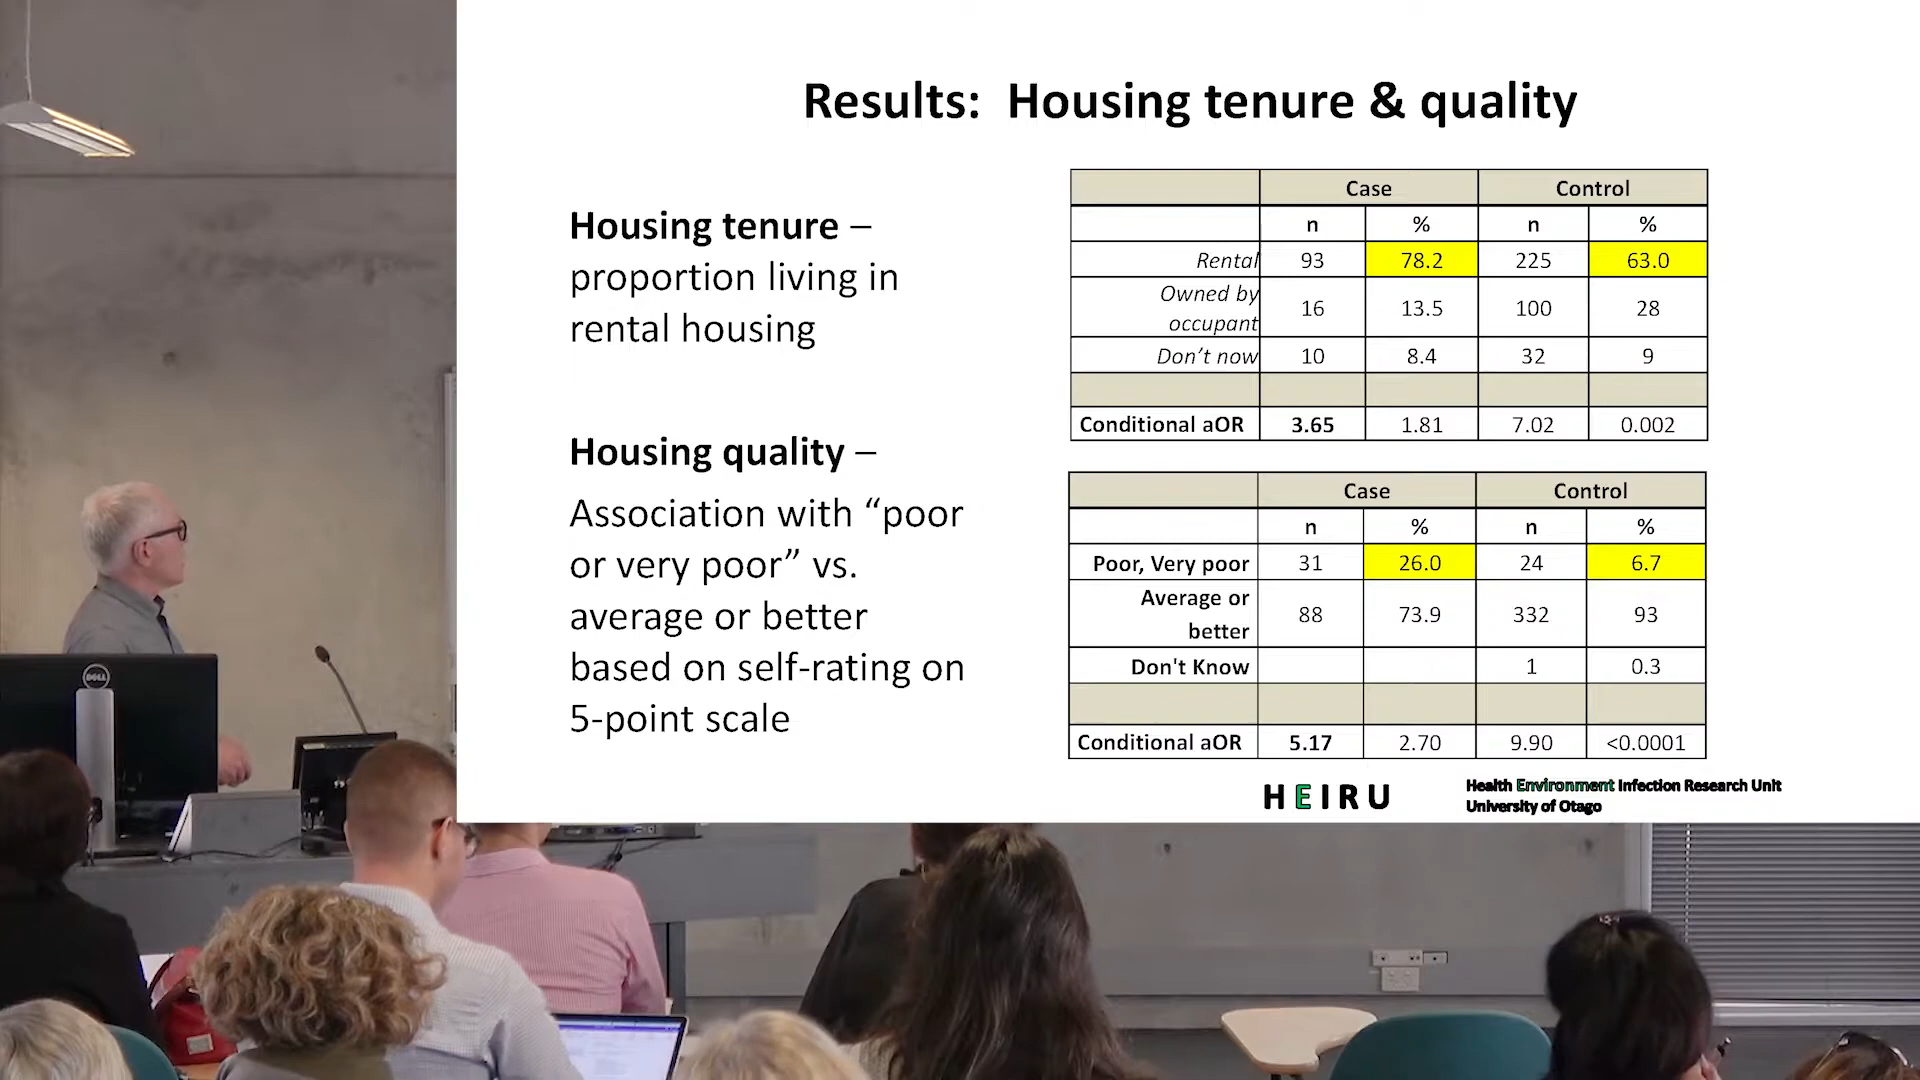 Results:  Housing tenure & quality
Housing tenure –
proportion living in
rental housing
Housing quality –
Association with “poor
or very poor” vs.
average or better
based on self-rating on
5-point scale
Case Control
n % n %
Rental 93 78.2 225 63.0
Owned by
occupant 16 13.5 100 28
Don’t now 10 8.4 32 9
Conditional aOR 3.65 1.81 7.02 0.002
Case Control
n % n %
Poor, Very poor 31 26.0 24 6.7
Average or
better 88 73.9 332 93
Don't Know 1 0.3
Conditional aOR 5.17 2.70 9.90 <0.0001
HEIRU
Health Environment Infection Research Unit
University of Otago
DELL